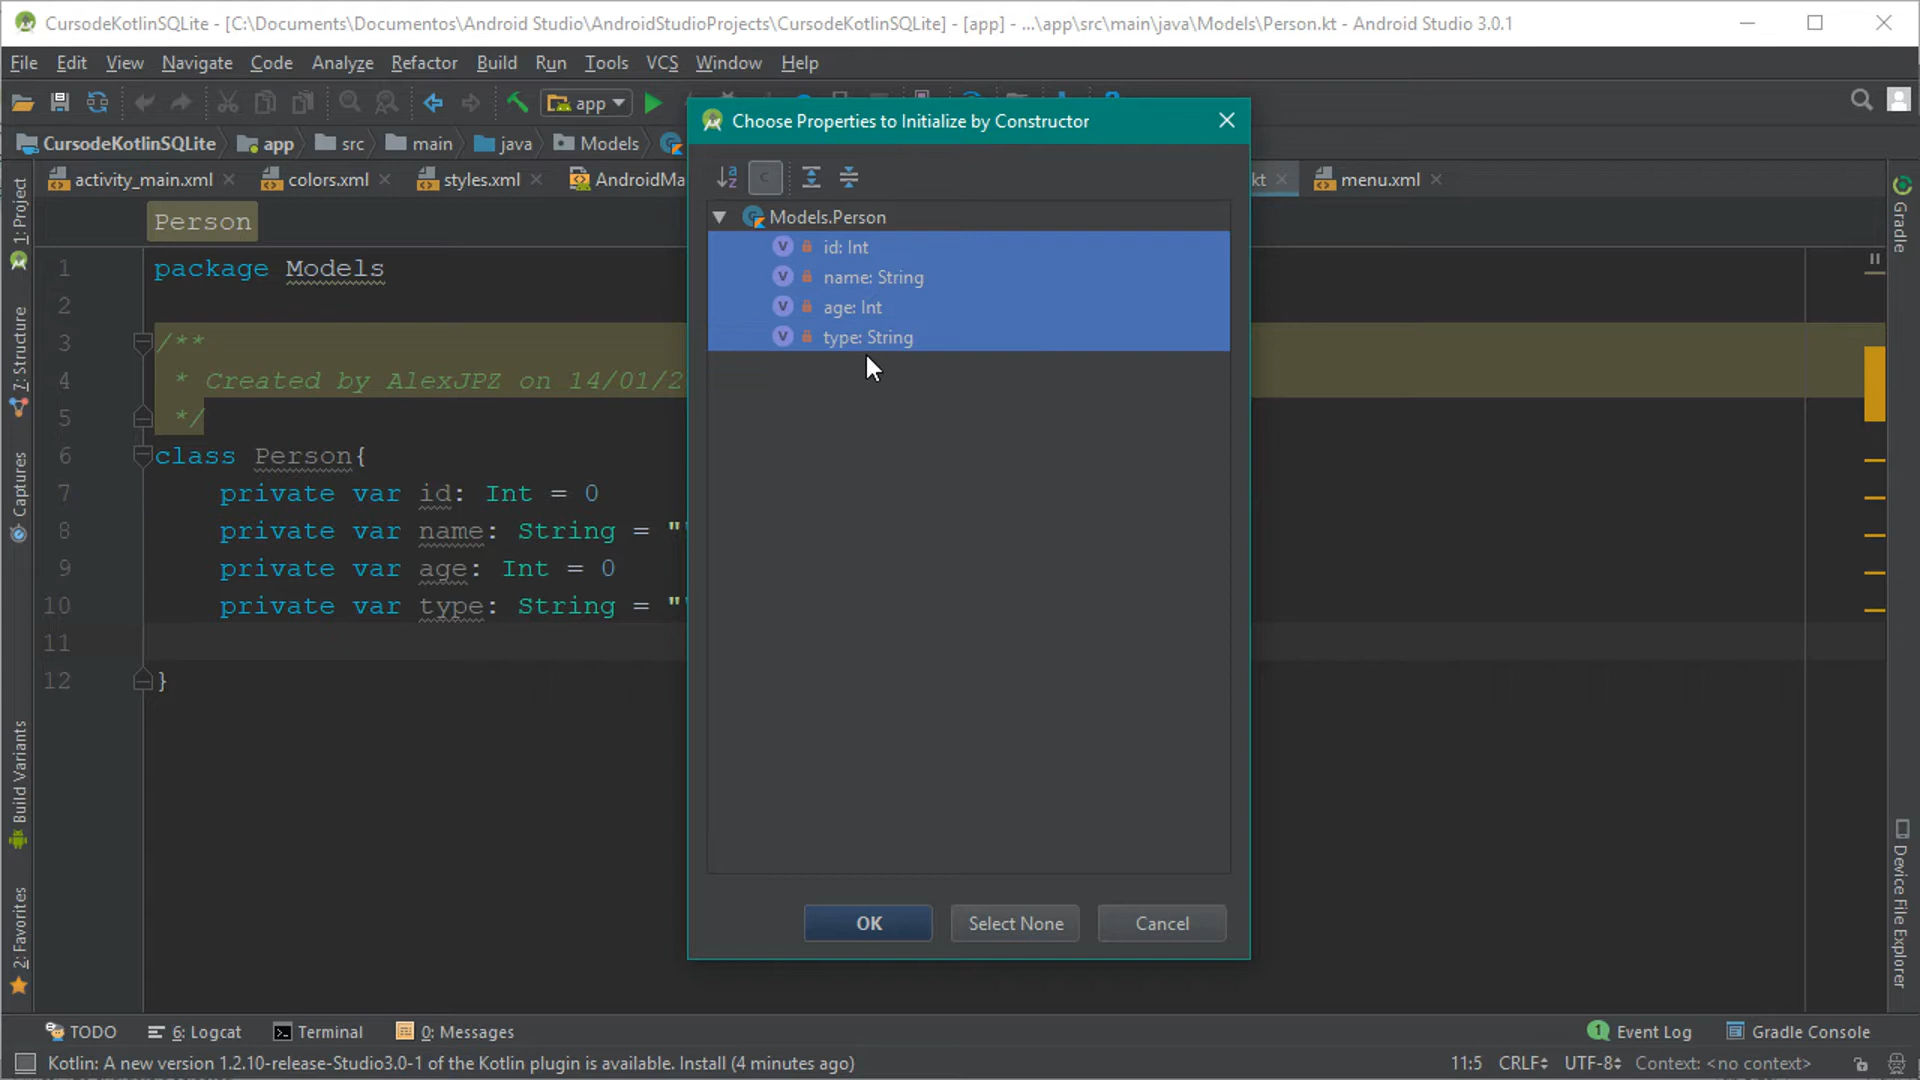 CursodeKotlinSQLite - [C:\Documents\Documentos\Android Studio\AndroidStudioProjects\CursodeKotlinSQLite] - [app] - ...\app\src\main\java\Models\Person.kt - Android Studio 3.0.1
File Edit View Navigate Code Analyze Refactor Build Run Tools VCS Window Help
app
Choose Properties to Initialize by Constructor
CursodeKotlinSQLite app src main java Models
activity_main.xml colors.xml styles.xml AndroidMa kt menu.xml
Person
Models.Person
id: Int
name: String
age: Int
type: String
1 package Models
2
3 /**
4 * Created by AlexJPZ on 14/01/2
5 */
6 class Person{
7 private var id: Int = 0
8 private var name: String = "
9 private var age: Int = 0
10 private var type: String = "
11
12 }
OK Select None Cancel
1: Project
7: Structure
Captures
Build Variants
2: Favorites
Gradle
Device File Explorer
TODO 6: Logcat Terminal 0: Messages 1 Event Log Gradle Console
Kotlin: A new version 1.2.10-release-Studio3.0-1 of the Kotlin plugin is available. Install (4 minutes ago) 11:5 CRLF UTF-8 Context: <no context>